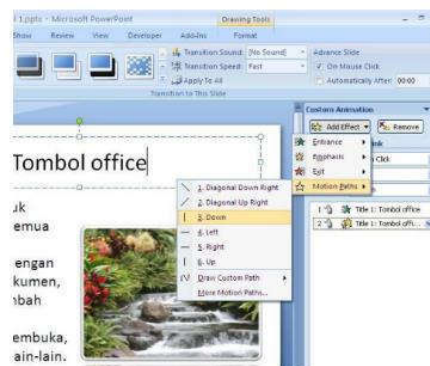 l 1.pptx - Microsoft PowerPoint
Drawing Tools
Show Review View Developer Add-Ins Format
Transition Sound: [No Sound]
Transition Speed: Fast
Apply To All
Transition to This Slide
Advance Slide
On Mouse Click
Automatically After: 00:00
Custom Animation
Add Effect Remove
Entrance
Emphasis
Exit
Motion Paths
Click
1 Title 1: Tombol office
2 Title 1: Tombol offi...
1. Diagonal Down Right
2. Diagonal Up Right
3. Down
4. Left
5. Right
6. Up
Draw Custom Path
More Motion Paths...
Tombol office
uk
emua
engan
kumen,
nbah
embuka,
ain-lain.